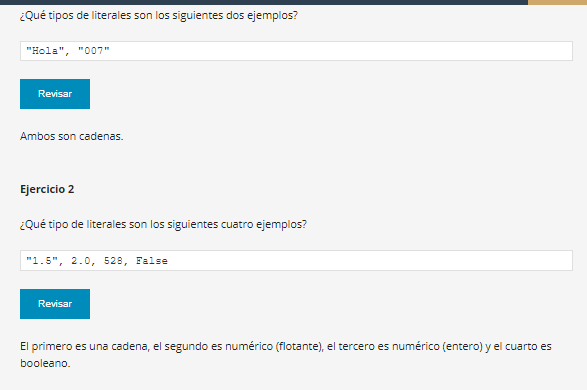 ¿Qué tipos de literales son los siguientes dos ejemplos?
"Hola", "007"
Revisar
Ambos son cadenas.
Ejercicio 2
¿Qué tipo de literales son los siguientes cuatro ejemplos?
"1.5", 2.0, 528, False
Revisar
El primero es una cadena, el segundo es numérico (flotante), el tercero es numérico (entero) y el cuarto es
booleano.